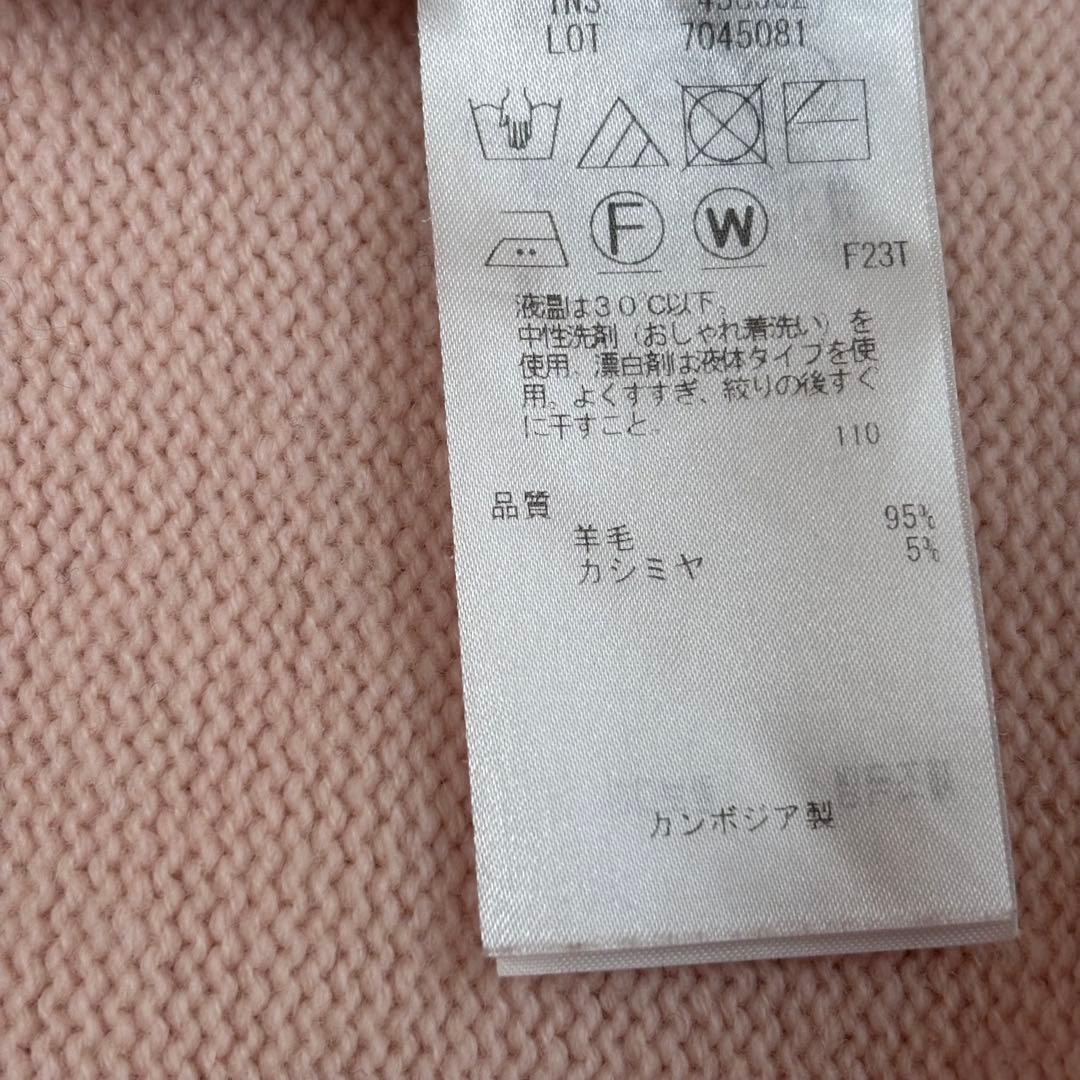 LOT 7045081
F
W
F23T
液温は30℃以下。
中性洗剤（おしゃれ着洗い）を
使用。漂白剤は液体タイプを使
用。よくすすぎ、絞りの後すぐ
に干すこと。
110
品質
羊毛 95%
カシミヤ 5%
カンボジア製